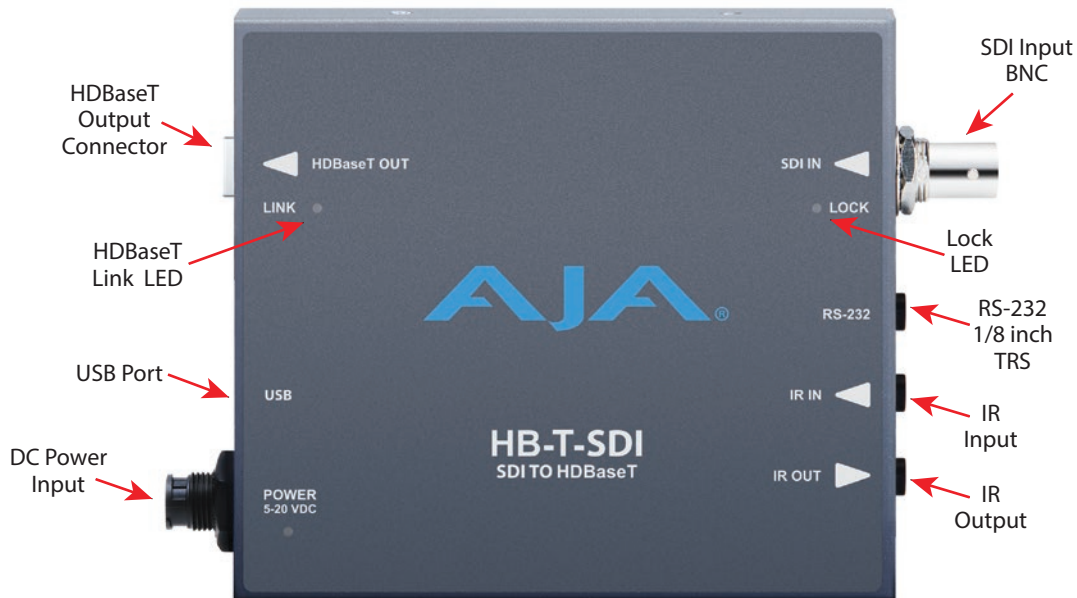 SDI Input
BNC
HDBaseT
Output
Connector
HDBaseT OUT
SDI IN
LINK
LOCK
HDBaseT
Link LED
Lock
LED
AJA®
RS-232
RS-232
1/8 inch
TRS
USB Port
USB
IR IN
IR
Input
HB-T-SDI
SDI TO HDBaseT
DC Power
Input
IR OUT
IR
Output
POWER
5-20 VDC